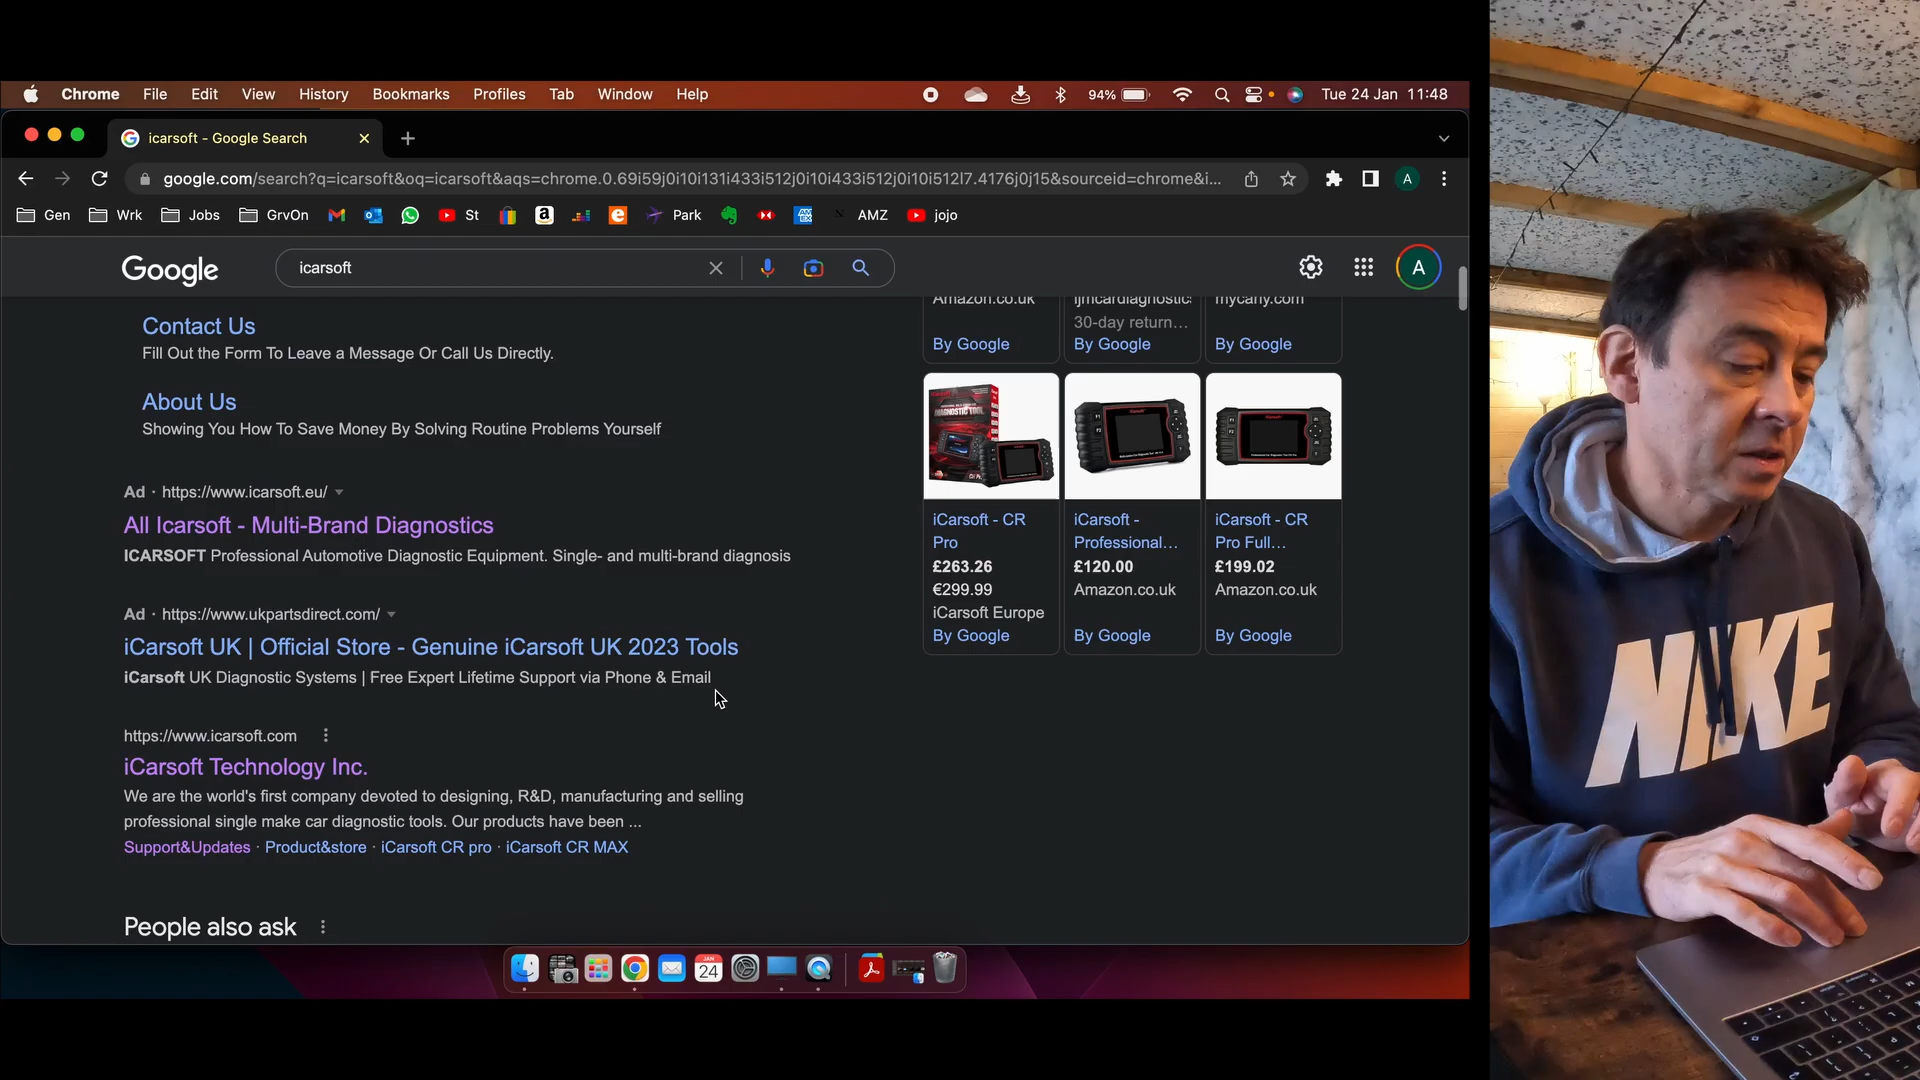 Chrome File Edit View History Bookmarks Profiles Tab Window Help 94% Tue 24 Jan 11:48
icarsoft - Google Search
google.com/search?q=icarsoft&oq=icarsoft&aqs=chrome.0.69i59j0i10i131i433i512j0i10i433i512j0i10i512l7.4176j0j15&sourceid=chrome&i...
A
Gen Wrk Jobs GrvOn St Park AMZ jojo
Google
icarsoft
A
Contact Us
Fill Out the Form To Leave a Message Or Call Us Directly.
About Us
Showing You How To Save Money By Solving Routine Problems Yourself
Ad · https://www.icarsoft.eu/
All Icarsoft - Multi-Brand Diagnostics
ICARSOFT Professional Automotive Diagnostic Equipment. Single- and multi-brand diagnosis
Ad · https://www.ukpartsdirect.com/
iCarsoft UK | Official Store - Genuine iCarsoft UK 2023 Tools
iCarsoft UK Diagnostic Systems | Free Expert Lifetime Support via Phone & Email
https://www.icarsoft.com
iCarsoft Technology Inc.
We are the world's first company devoted to designing, R&D, manufacturing and selling
professional single make car diagnostic tools. Our products have been ...
Support&Updates · Product&store · iCarsoft CR pro · iCarsoft CR MAX
People also ask
Amazon.co.uk
By Google
ijmcardiagnostics
30-day return...
By Google
mycany.com
By Google
DIAGNOSTIC TOOL
iCarsoft - CR
Pro
£263.26
€299.99
iCarsoft Europe
By Google
iCarsoft -
Professional...
£120.00
Amazon.co.uk
By Google
iCarsoft - CR
Pro Full...
£199.02
Amazon.co.uk
By Google
JAN
24
NIKE